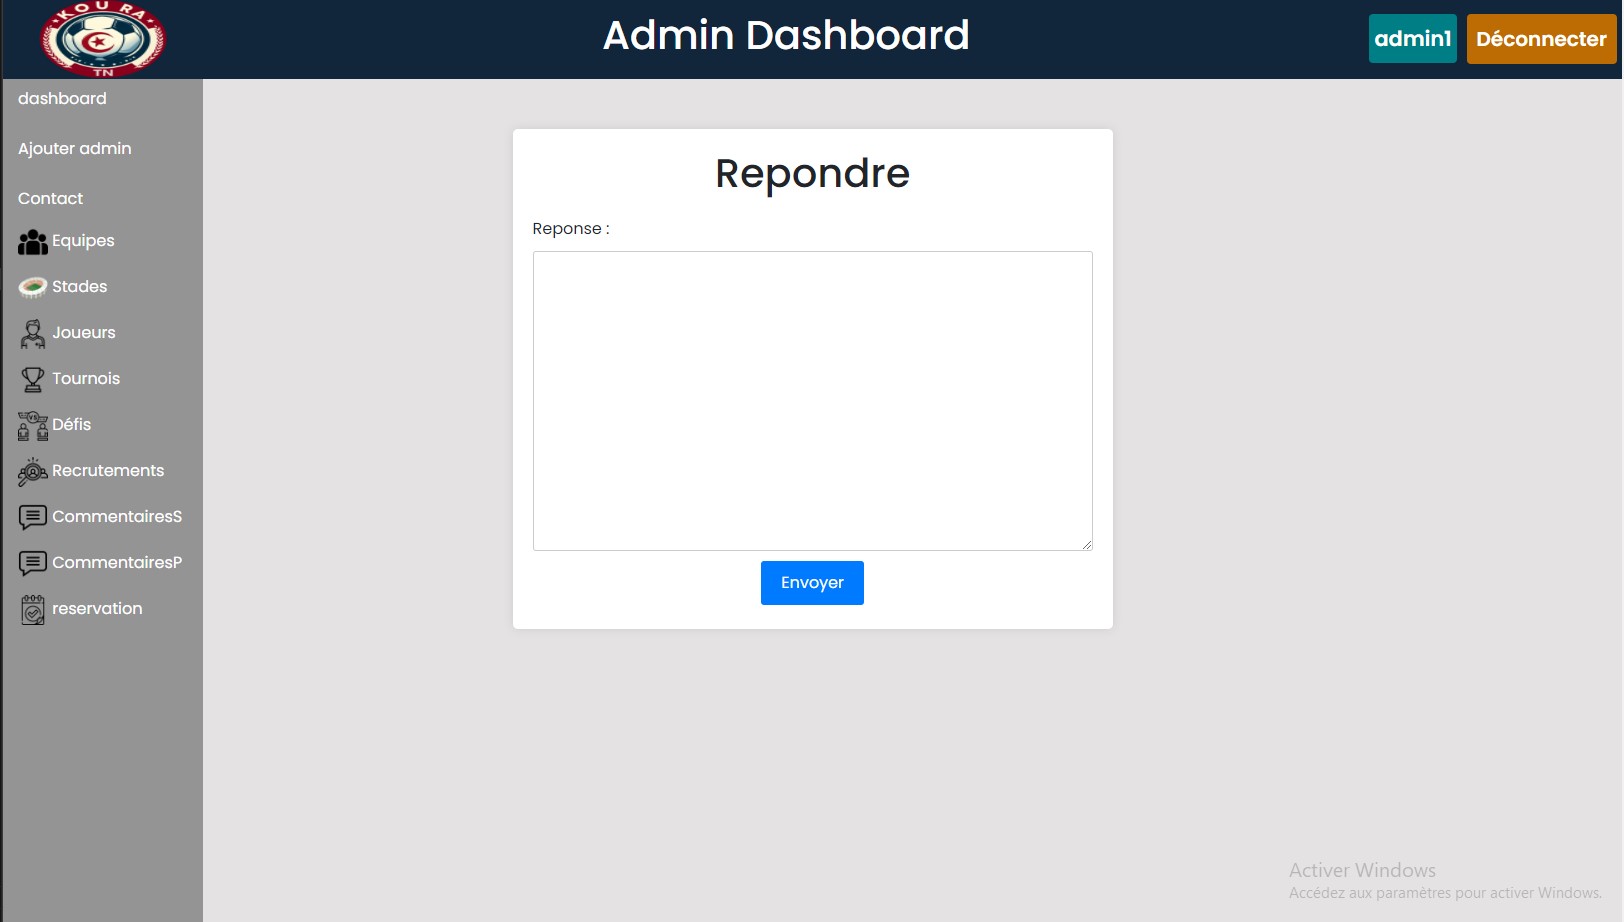 KOURA
TN
Admin Dashboard
admin1
Déconnecter
dashboard
Ajouter admin
Contact
Equipes
Stades
Joueurs
Tournois
VS
Défis
Recrutements
CommentairesS
CommentairesP
reservation
Repondre
Reponse :
Envoyer
Activer Windows
Accédez aux paramètres pour activer Windows.